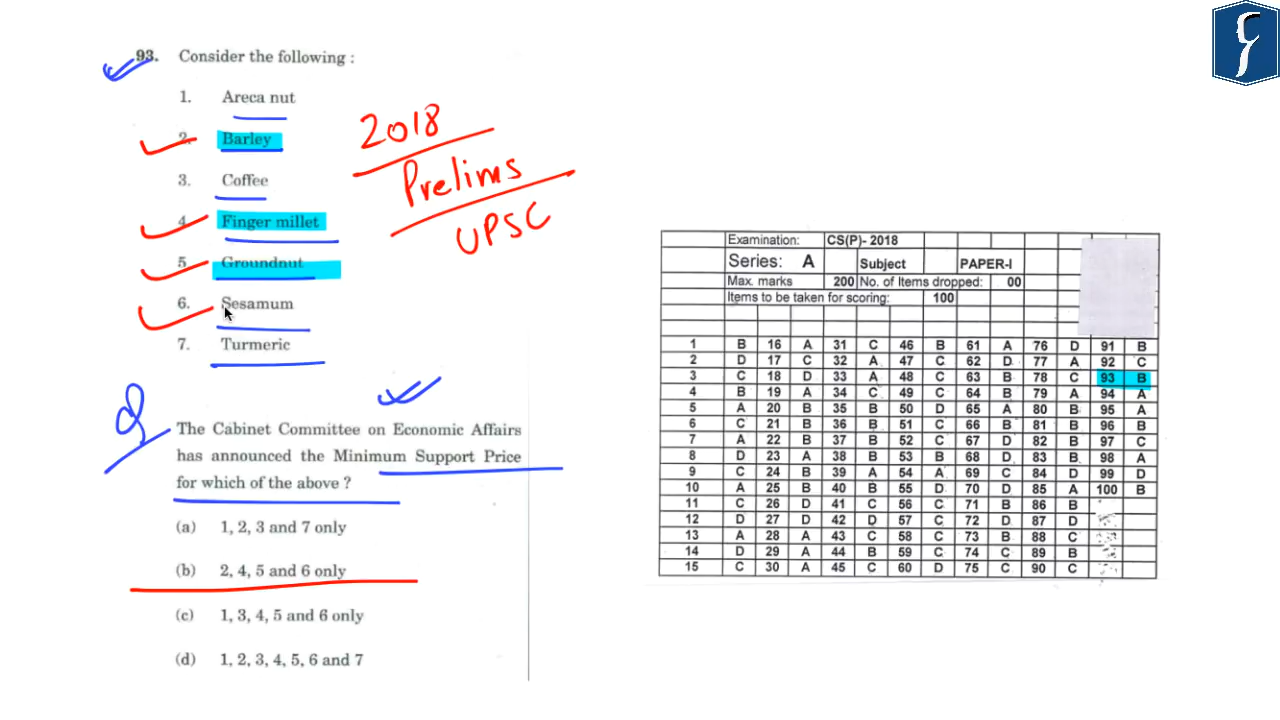 93. Consider the following :
1. Areca nut
2. Barley
3. Coffee
4. Finger millet
5. Groundnut
6. Sesamum
7. Turmeric
2018
Prelims
UPSC
Q
The Cabinet Committee on Economic Affairs
has announced the Minimum Support Price
for which of the above ?
(a) 1, 2, 3 and 7 only
(b) 2, 4, 5 and 6 only
(c) 1, 3, 4, 5 and 6 only
(d) 1, 2, 3, 4, 5, 6 and 7
Examination: CS(P)- 2018
Series: A Subject PAPER-I
Max. marks 200 No. of Items dropped: 00
Items to be taken for scoring: 100
1 B 16 A 31 C 46 B 61 A 76 D 91 B
2 D 17 C 32 A 47 C 62 D 77 A 92 C
3 C 18 D 33 A 48 C 63 B 78 C 93 B
4 B 19 A 34 C 49 C 64 B 79 A 94 A
5 A 20 B 35 B 50 D 65 A 80 B 95 A
6 C 21 B 36 B 51 C 66 B 81 B 96 B
7 A 22 B 37 B 52 C 67 D 82 B 97 C
8 D 23 A 38 B 53 B 68 D 83 B 98 A
9 C 24 B 39 A 54 A 69 C 84 D 99 D
10 A 25 B 40 B 55 D 70 D 85 A 100 B
11 C 26 D 41 C 56 C 71 B 86 B
12 D 27 D 42 D 57 C 72 D 87 D
13 A 28 A 43 C 58 C 73 B 88 C
14 D 29 A 44 B 59 C 74 C 89 B
15 C 30 A 45 C 60 D 75 C 90 C